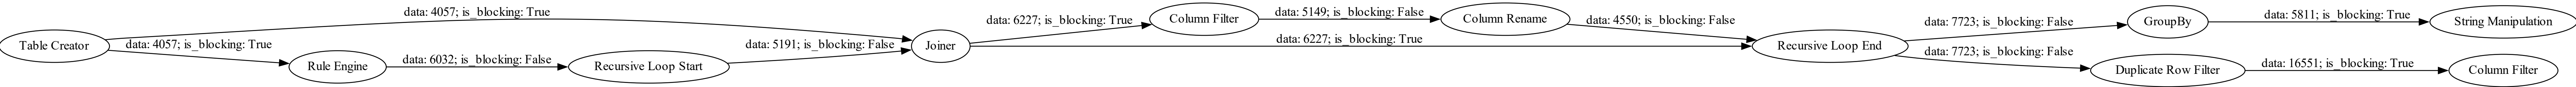 Table Creator
data: 4057; is_blocking: True
data: 4057; is_blocking: True
Rule Engine
data: 6032; is_blocking: False
Recursive Loop Start
data: 5191; is_blocking: False
Joiner
data: 6227; is_blocking: True
data: 6227; is_blocking: True
Column Filter
data: 5149; is_blocking: False
Column Rename
data: 4550; is_blocking: False
Recursive Loop End
data: 7723; is_blocking: False
data: 7723; is_blocking: False
GroupBy
data: 5811; is_blocking: True
String Manipulation
Duplicate Row Filter
data: 16551; is_blocking: True
Column Filter